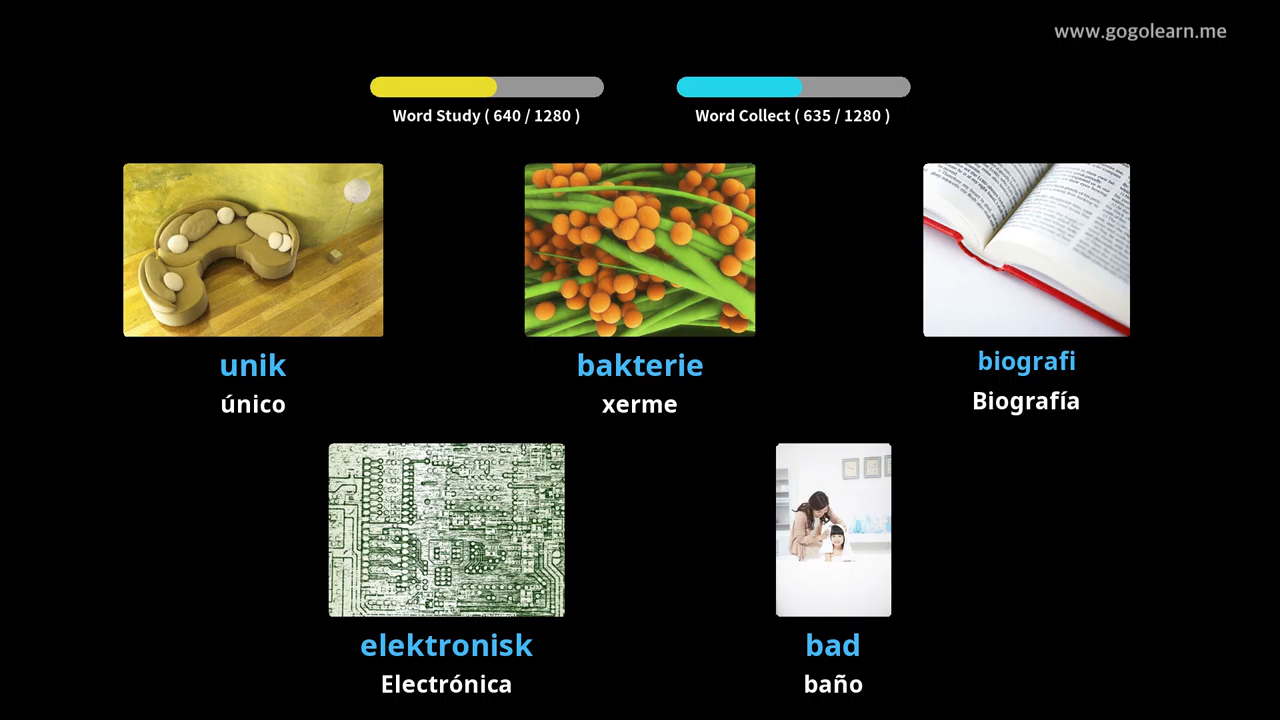 www.gogolearn.me
Word Study ( 640 / 1280 )
Word Collect ( 635 / 1280 )
unik
único
bakterie
xerme
biografi
Biografía
elektronisk
Electrónica
bad
baño